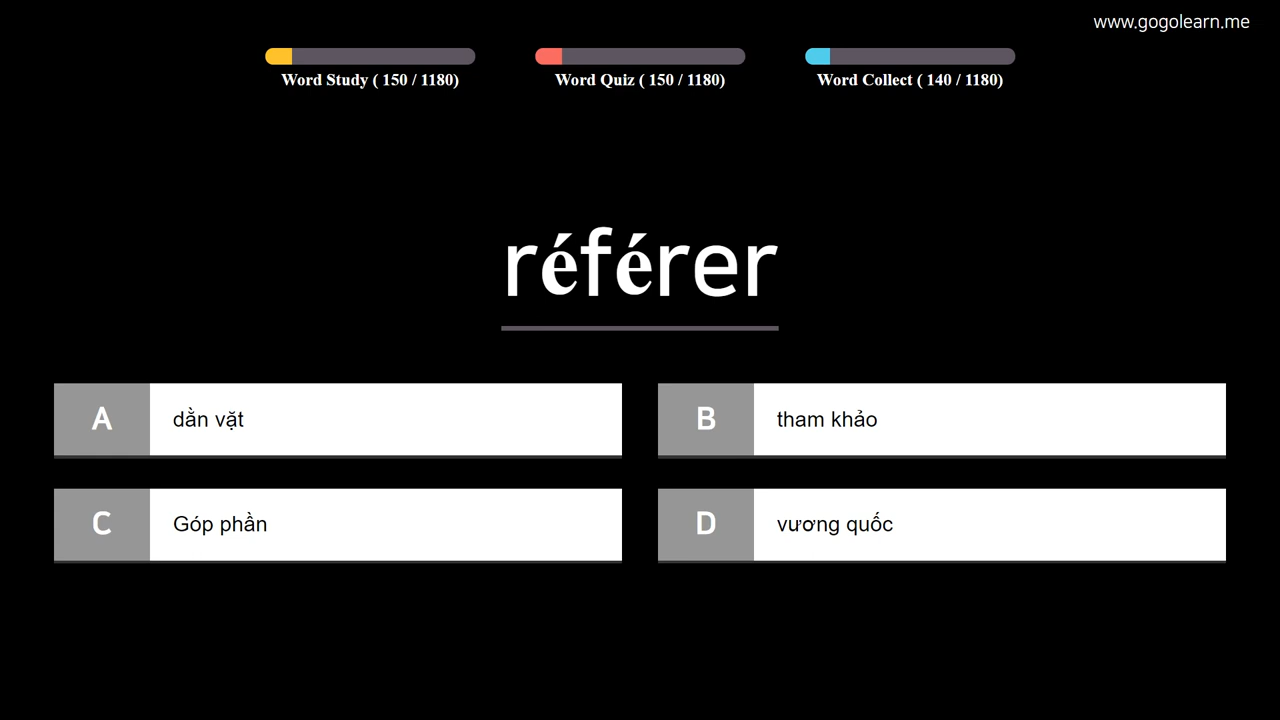 www.gogolearn.me
Word Study ( 150 / 1180)
Word Quiz ( 150 / 1180)
Word Collect ( 140 / 1180)
référer
A dằn vặt
B tham khảo
C Góp phần
D vương quốc